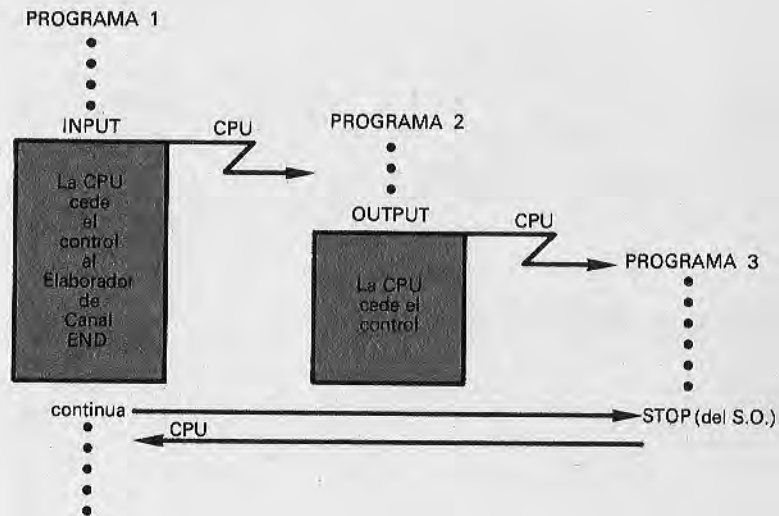 PROGRAMA 1
INPUT
CPU
PROGRAMA 2
La CPU
cede
el
control
al
Elaborador
de
Canal
END
OUTPUT
CPU
PROGRAMA 3
La CPU
cede el
control
continua
STOP (del S.O.)
CPU